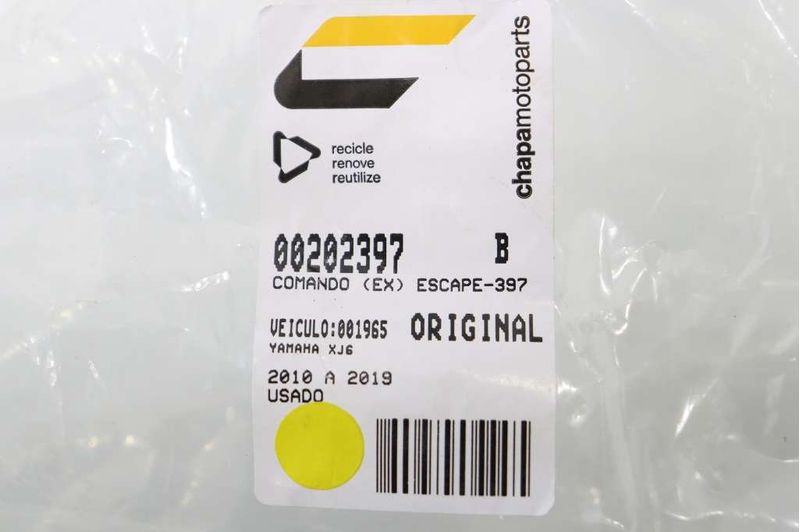 chapamotoparts
recicle
renove
reutilize
00202397 B
COMANDO (EX) ESCAPE-397
VEICULO:001965 ORIGINAL
YAMAHA XJ6
2010 A 2019
USADO